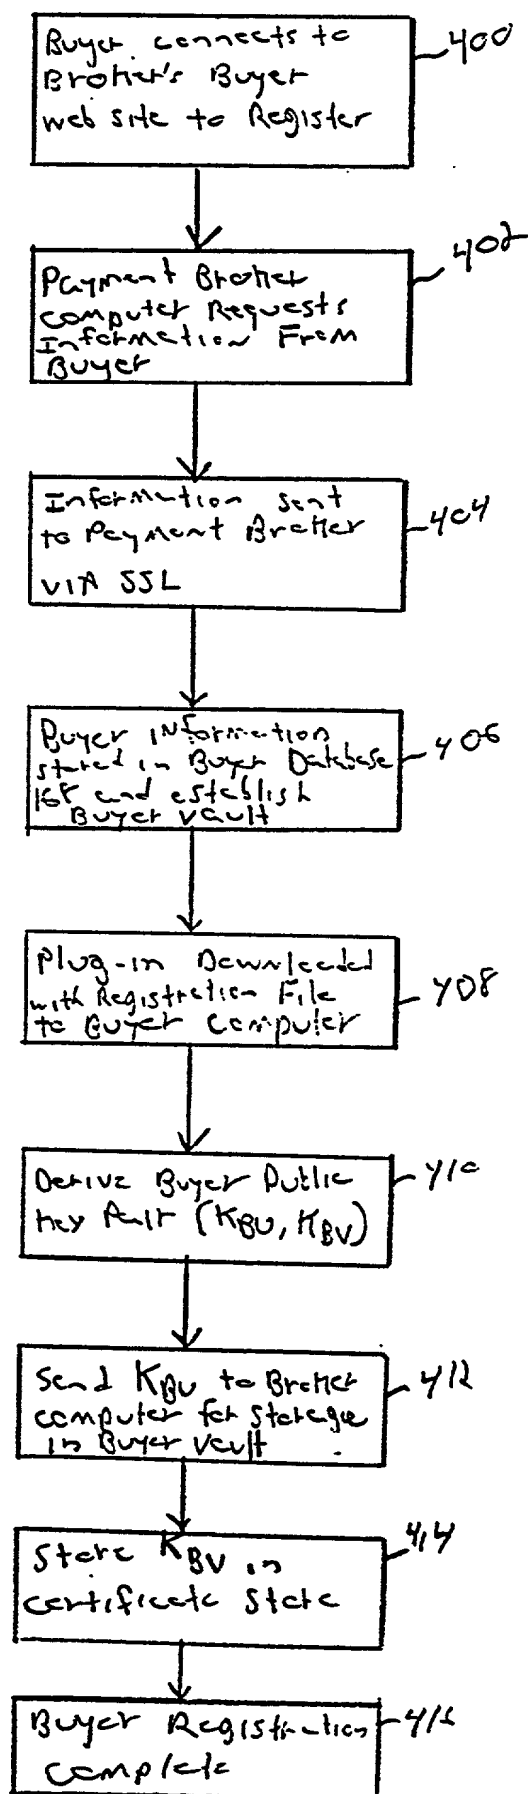 Buyer connects to
Broker's Buyer
web site to Register
400
Payment Broker
computer Requests
Information From
Buyer
402
Information sent
to Payment Broker
via SSL
404
Buyer information
stored in Buyer Database
168 and establish
Buyer vault
406
Plug-in Downloaded
with Registration File
to Buyer Computer
408
Derive Buyer Public
Key Pair (KBU, KBV)
410
Send KBU to Broker
computer for storage
in Buyer Vault
412
Store KBV in
certificate store
414
Buyer Registration
complete
416